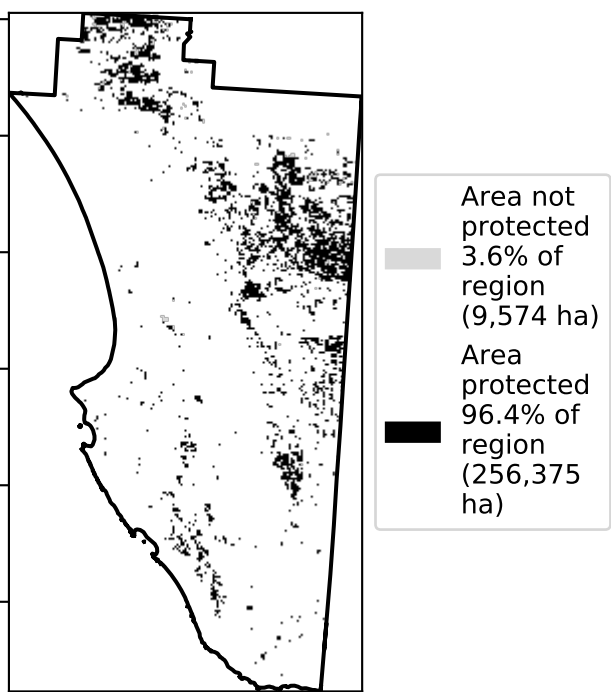 Area not
protected
3.6% of
region
(9,574 ha)
Area
protected
96.4% of
region
(256,375
ha)